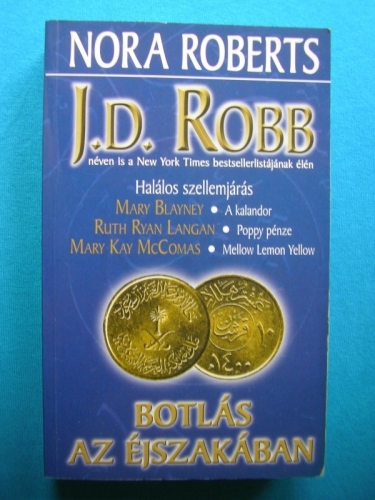 NORA ROBERTS
J.D. ROBB
néven is a New York Times bestsellerlistájának élén
Halálos szellemjárás
MARY BLAYNEY • A kalandor
RUTH RYAN LANGAN • Poppy pénze
MARY KAY MCCOMAS • Mellow Lemon Yellow
BOTLÁS
AZ ÉJSZAKÁBAN